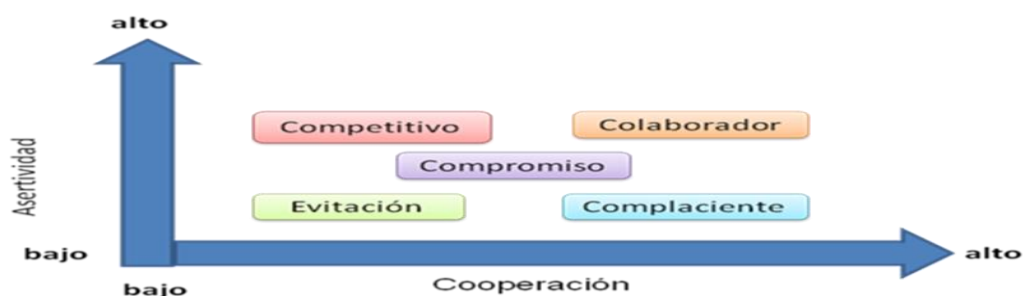 alto
Asertividad
Competitivo
Colaborador
Compromiso
Evitación
Complaciente
bajo
alto
bajo
Cooperación